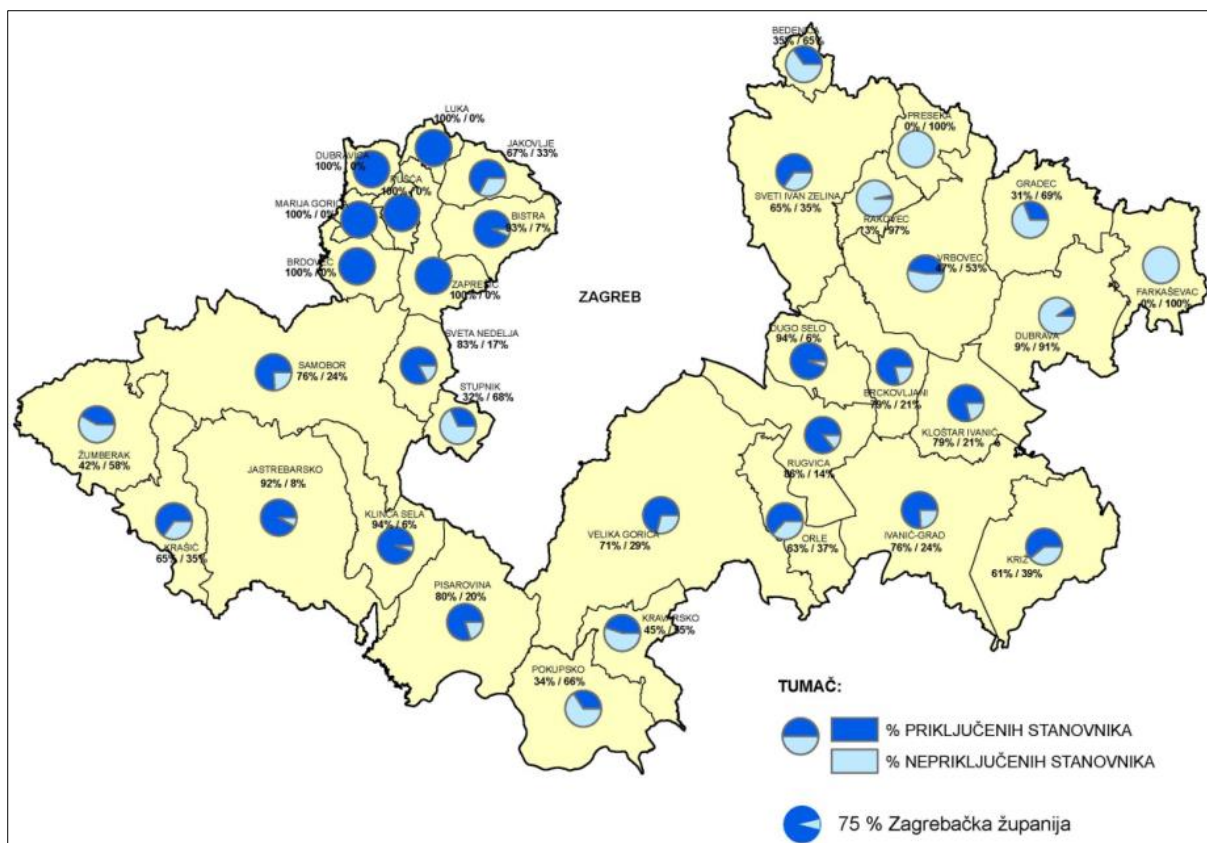 BEDENICA
35% / 65%
LUKA
100% / 0%
PRESEKA
0% / 100%
JAKOVLJE
67% / 33%
DUBRAVICA
100% / 0%
PUŠĆA
100% / 0%
GRADEC
31% / 69%
SVETI IVAN ZELINA
65% / 35%
MARIJA GORICA
100% / 0%
BISTRA
93% / 7%
RAKOVEC
3% / 97%
BRDOVEC
100% / 0%
VRBOVEC
47% / 53%
ZAPREŠIĆ
100% / 0%
FARKAŠEVAC
0% / 100%
ZAGREB
DUBRAVA
9% / 91%
SVETA NEDELJA
83% / 17%
DUGO SELO
94% / 6%
SAMOBOR
76% / 24%
STUPNIK
32% / 68%
BRCKOVLJANI
79% / 21%
KLOŠTAR IVANIĆ
79% / 21%
ŽUMBERAK
42% / 58%
JASTREBARSKO
92% / 8%
RUGVICA
86% / 14%
KLINČA SELA
94% / 6%
VELIKA GORICA
71% / 29%
ORLE
63% / 37%
IVANIĆ-GRAD
76% / 24%
KRAŠIĆ
65% / 35%
KRIŽ
61% / 39%
PISAROVINA
80% / 20%
KRAVARSKO
45% / 55%
POKUPSKO
34% / 66%
TUMAČ:
% PRIKLJUČENIH STANOVNIKA
% NEPRIKLJUČENIH STANOVNIKA
75 % Zagrebačka županija